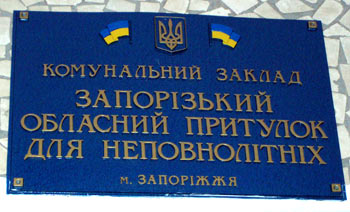 КОМУНАЛЬНИЙ ЗАКЛАД
ЗАПОРІЗЬКИЙ
ОБЛАСНИЙ ПРИТУЛОК
ДЛЯ НЕПОВНОЛІТНІХ
м. ЗАПОРІЖЖЯ